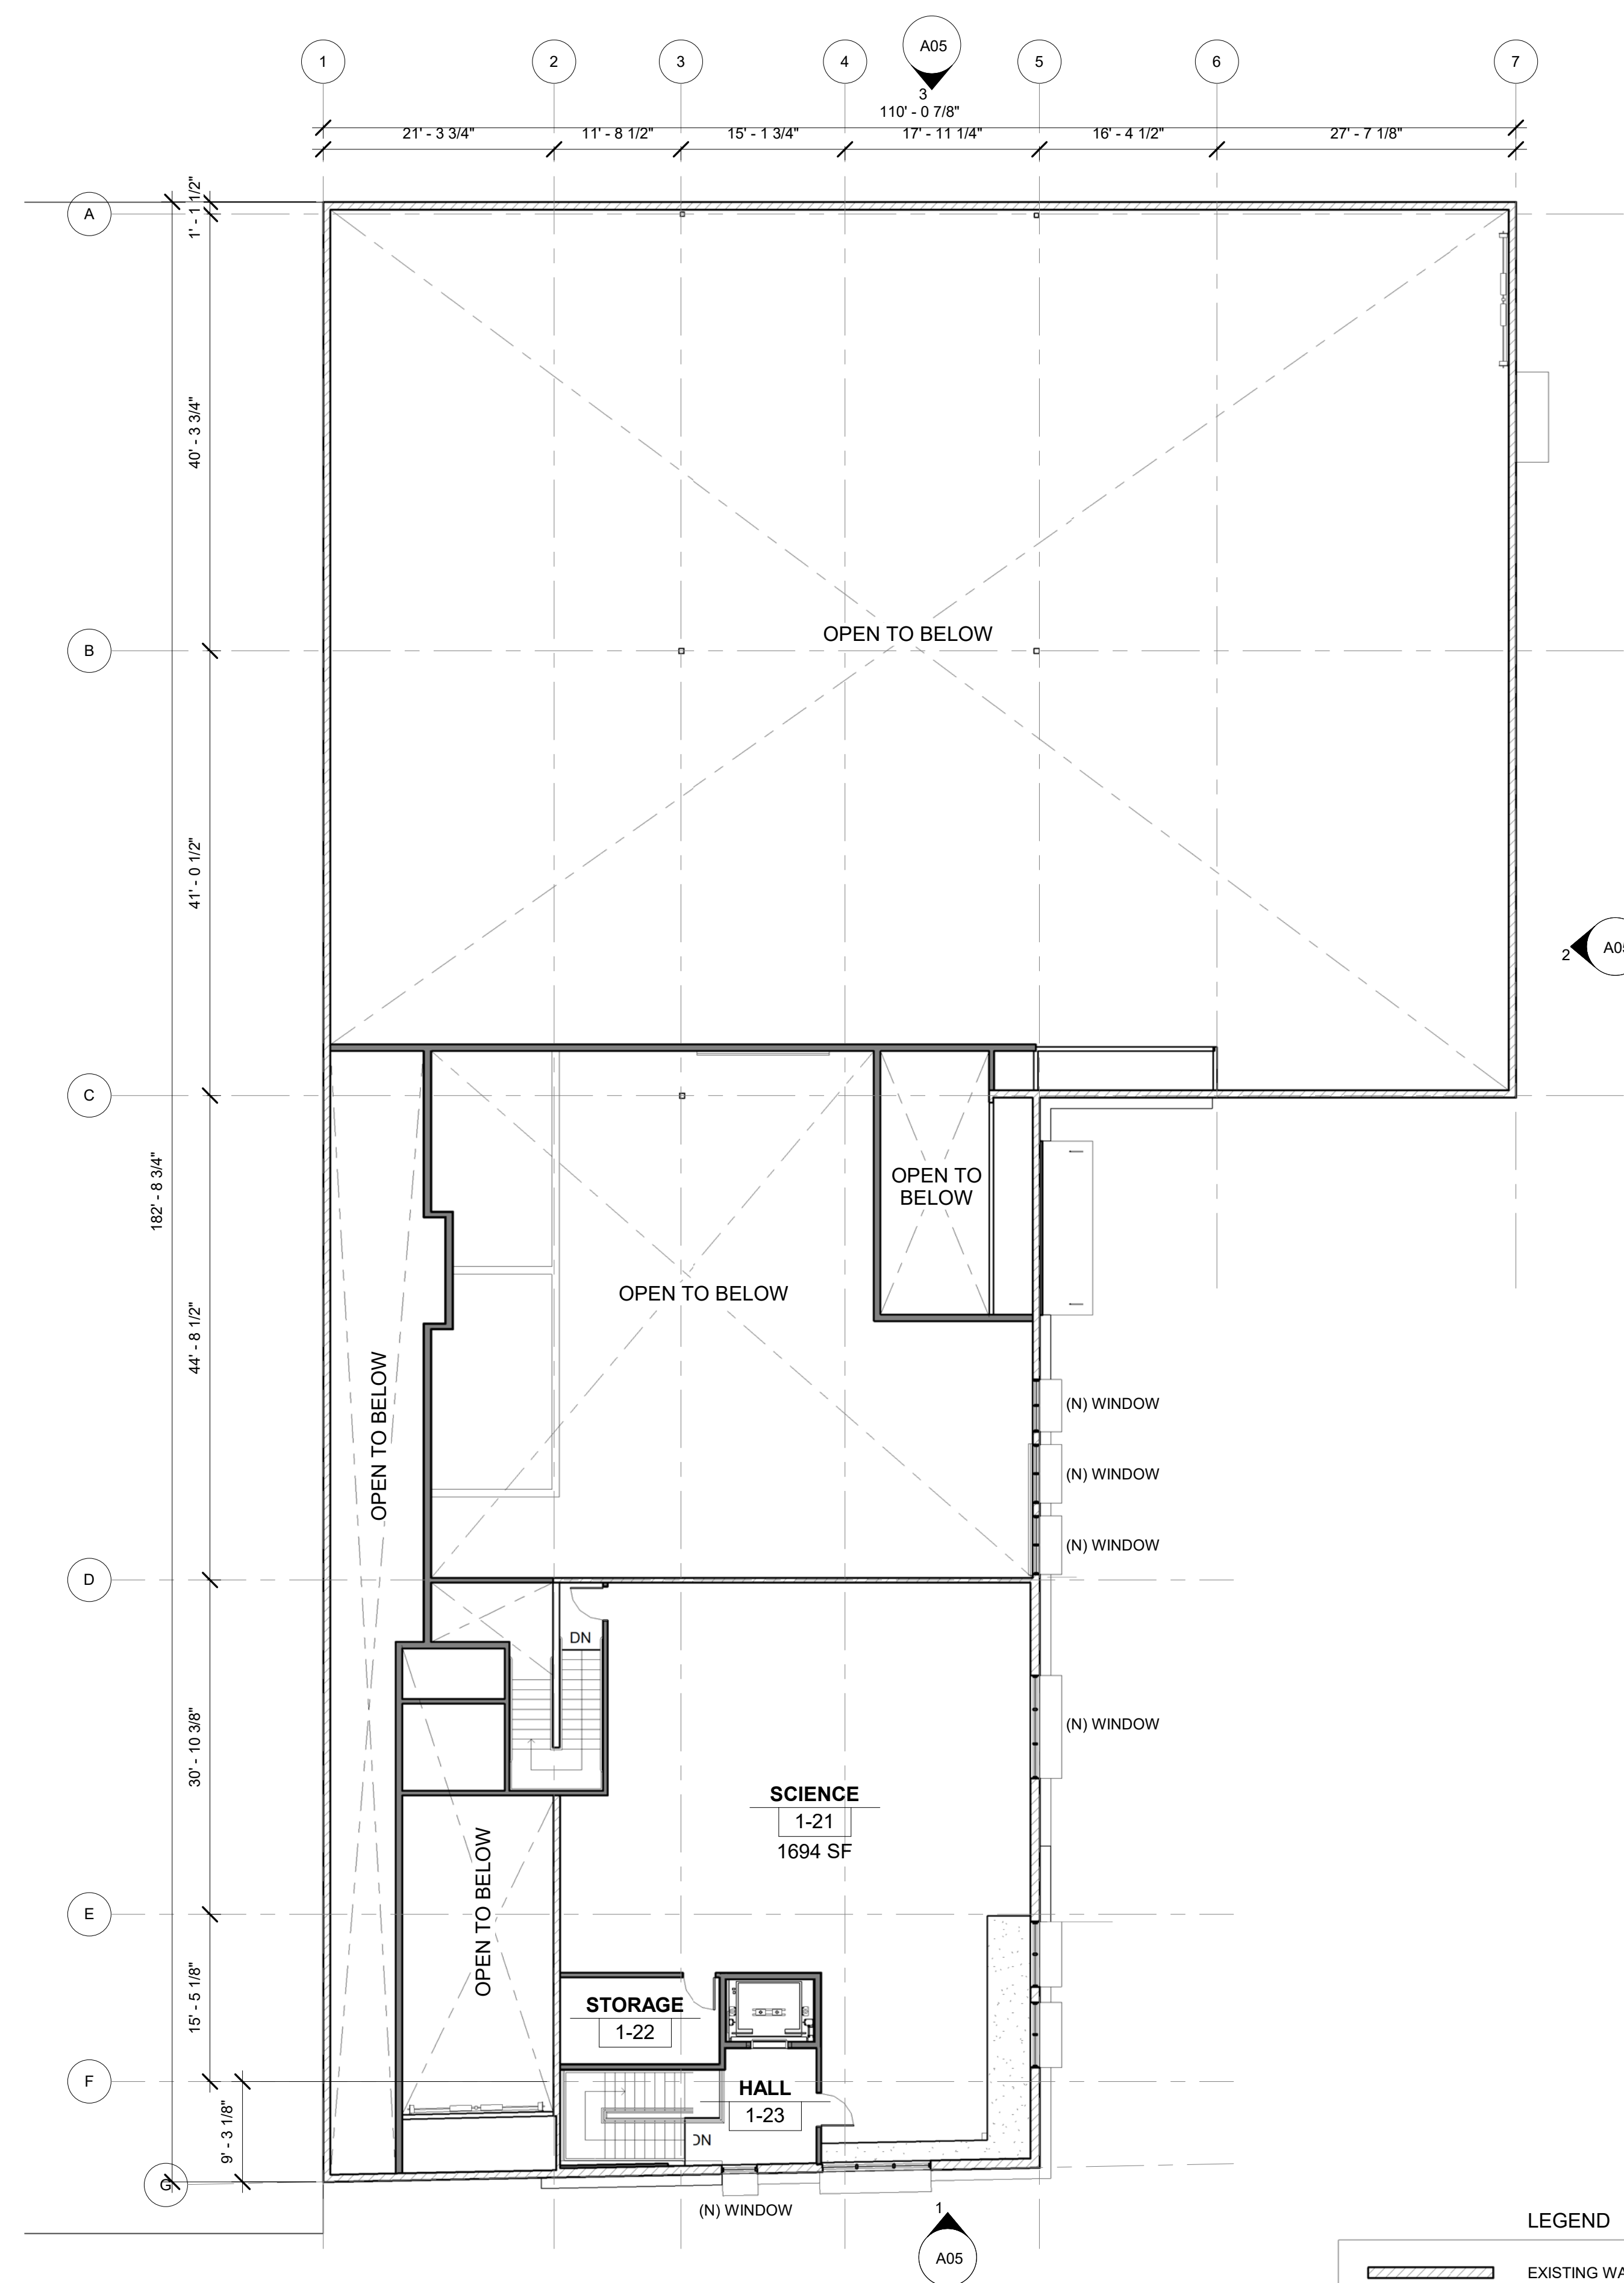 A05
1
2
3
4
5
6
7
3
110' - 0 7/8"
21' - 3 3/4"
11' - 8 1/2"
15' - 1 3/4"
17' - 11 1/4"
16' - 4 1/2"
27' - 7 1/8"
1' - 1 1/2"
A
40' - 3 3/4"
OPEN TO BELOW
B
41' - 0 1/2"
2
A05
C
182' - 8 3/4"
OPEN TO
BELOW
OPEN TO BELOW
44' - 8 1/2"
OPEN TO BELOW
(N) WINDOW
(N) WINDOW
(N) WINDOW
D
DN
30' - 10 3/8"
(N) WINDOW
SCIENCE
1-21
1694 SF
OPEN TO BELOW
E
15' - 5 1/8"
STORAGE
1-22
F
HALL
1-23
9' - 3 1/8"
DN
G
(N) WINDOW
1
A05
LEGEND
EXISTING WA